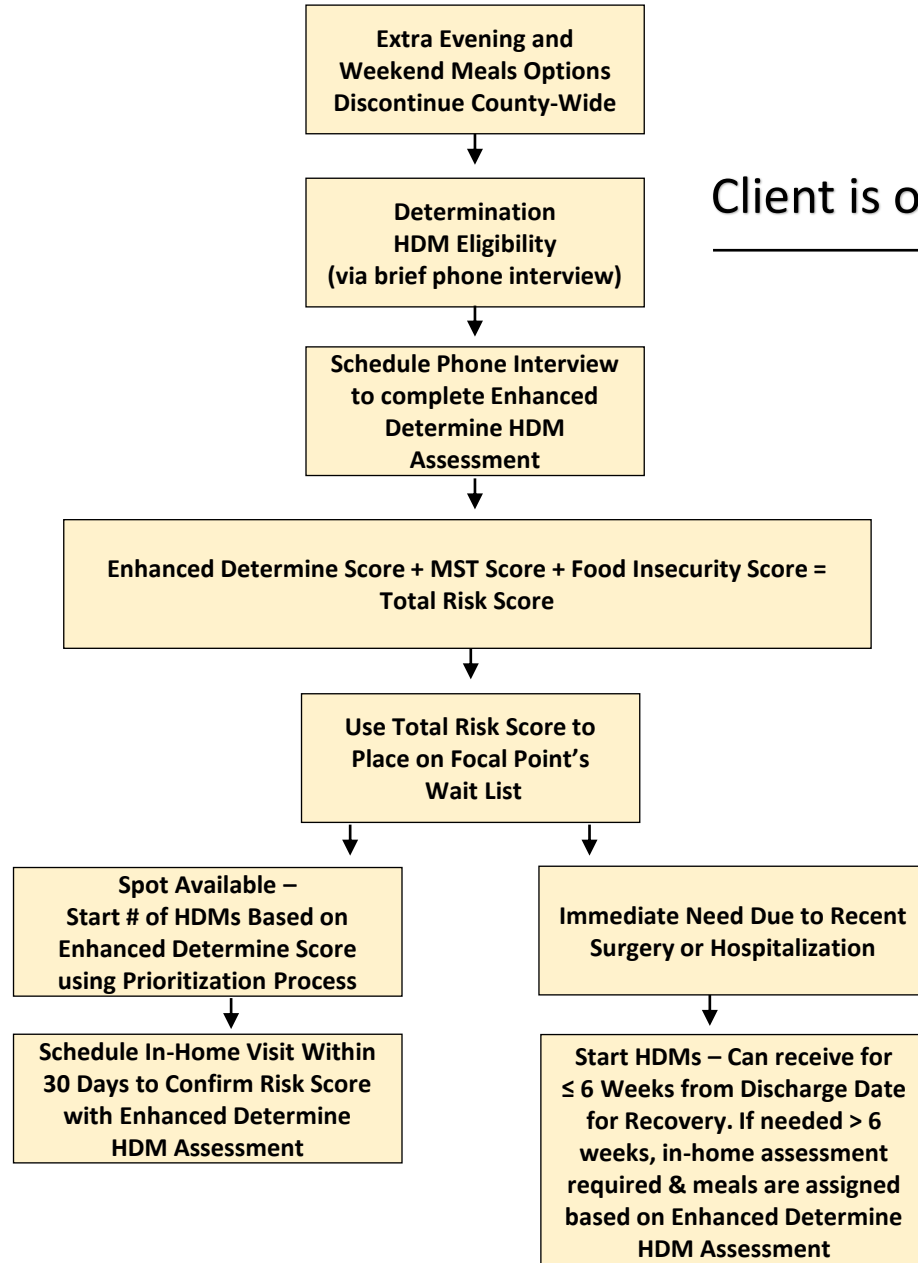 Extra Evening and
Weekend Meals Options
Discontinue County-Wide
Client is o
Determination
HDM Eligibility
(via brief phone interview)
Schedule Phone Interview
to complete Enhanced
Determine HDM
Assessment
Enhanced Determine Score + MST Score + Food Insecurity Score =
Total Risk Score
Use Total Risk Score to
Place on Focal Point’s
Wait List
Spot Available –
Start # of HDMs Based on
Enhanced Determine Score
using Prioritization Process
Immediate Need Due to Recent
Surgery or Hospitalization
Schedule In-Home Visit Within
30 Days to Confirm Risk Score
with Enhanced Determine
HDM Assessment
Start HDMs – Can receive for
≤ 6 Weeks from Discharge Date
for Recovery. If needed > 6
weeks, in-home assessment
required & meals are assigned
based on Enhanced Determine
HDM Assessment